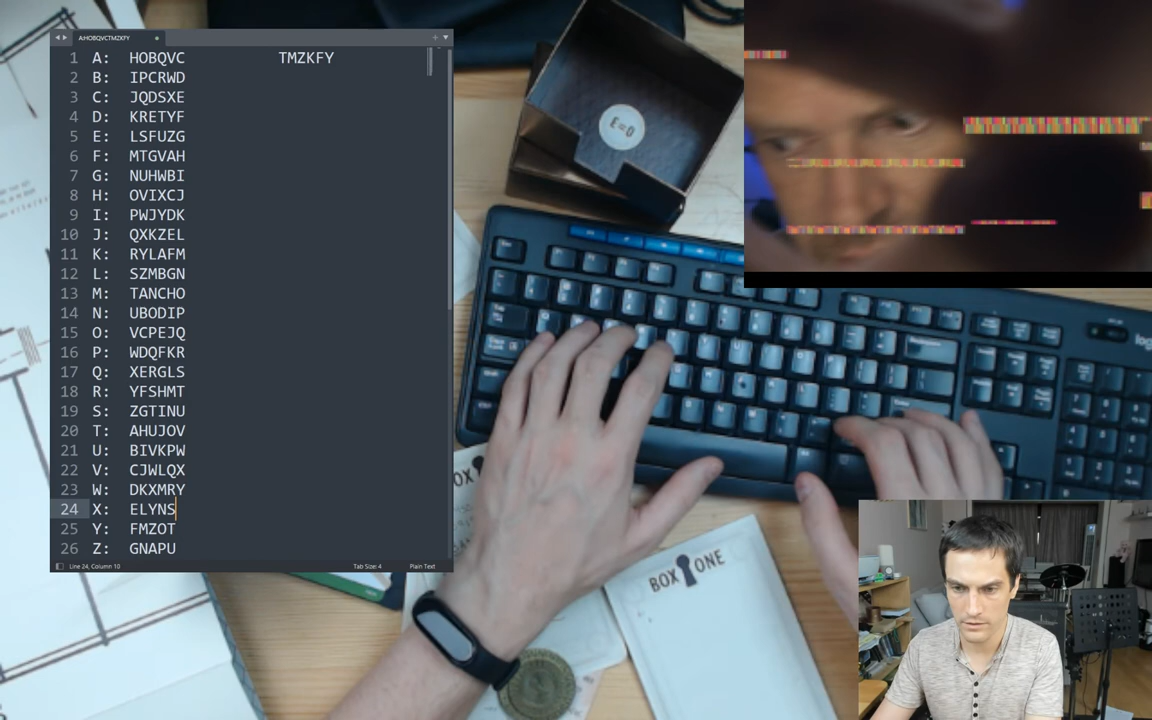 A:HOBQVCTMZKFY
1 A: HOBQVC TMZKFY
2 B: IPCRWD
3 C: JQDSXE
4 D: KRETYF
5 E: LSFUZG
6 F: MTGVAH
7 G: NUHWBI
8 H: OVIXCJ
9 I: PWJYDK
10 J: QXKZEL
11 K: RYLAFM
12 L: SZMBGN
13 M: TANCHO
14 N: UBODIP
15 O: VCPEJQ
16 P: WDQFKR
17 Q: XERGLS
18 R: YFSHMT
19 S: ZGTINU
20 T: AHUJOV
21 U: BIVKPW
22 V: CJWLQX
23 W: DKXMRY
24 X: ELYNS
25 Y: FMZOT
26 Z: GNAPU
Line 24, Column 10 Tab Size: 4 Plain Text
E=0
BOX ONE